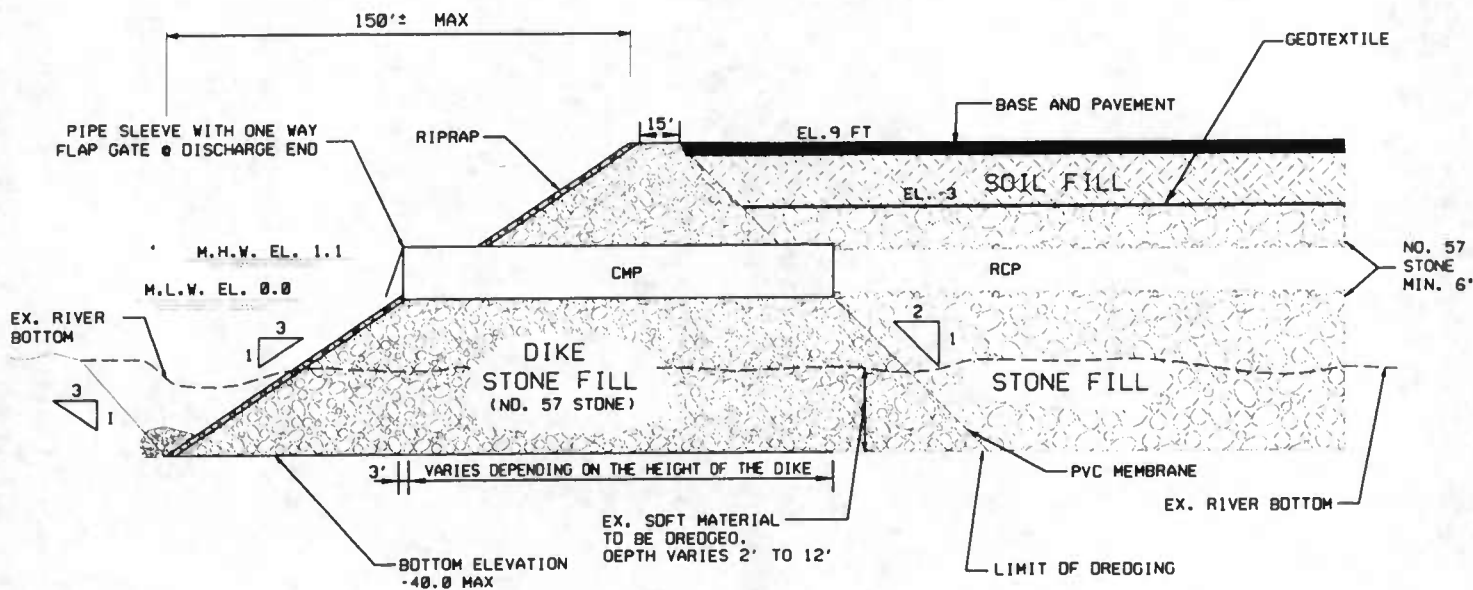 150'± MAX
GEOTEXTILE
PIPE SLEEVE WITH ONE WAY
FLAP GATE @ DISCHARGE END
RIPRAP
15'
BASE AND PAVEMENT
EL.9 FT
SOIL FILL
EL. -3
M.H.W. EL. 1.1
M.L.W. EL. 0.0
CMP
RCP
NO. 57
STONE
MIN. 6"
EX. RIVER
BOTTOM
3
1
2
1
3
1
DIKE
STONE FILL
(NO. 57 STONE)
STONE FILL
3'
VARIES DEPENDING ON THE HEIGHT OF THE DIKE
PVC MEMBRANE
EX. RIVER BOTTOM
EX. SOFT MATERIAL
TO BE DREDGED.
DEPTH VARIES 2' TO 12'
BOTTOM ELEVATION
-40.0 MAX
LIMIT OF DREDGING